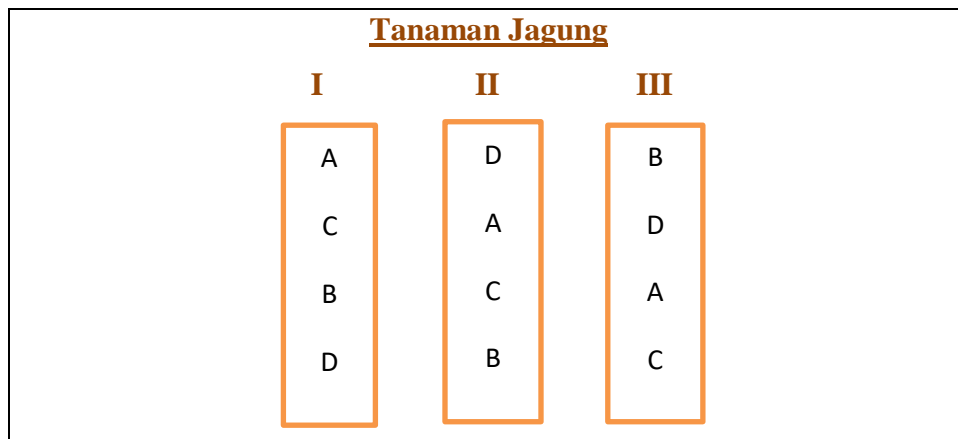 Tanaman Jagung
I II III
A D B
C A D
B C A
D B C